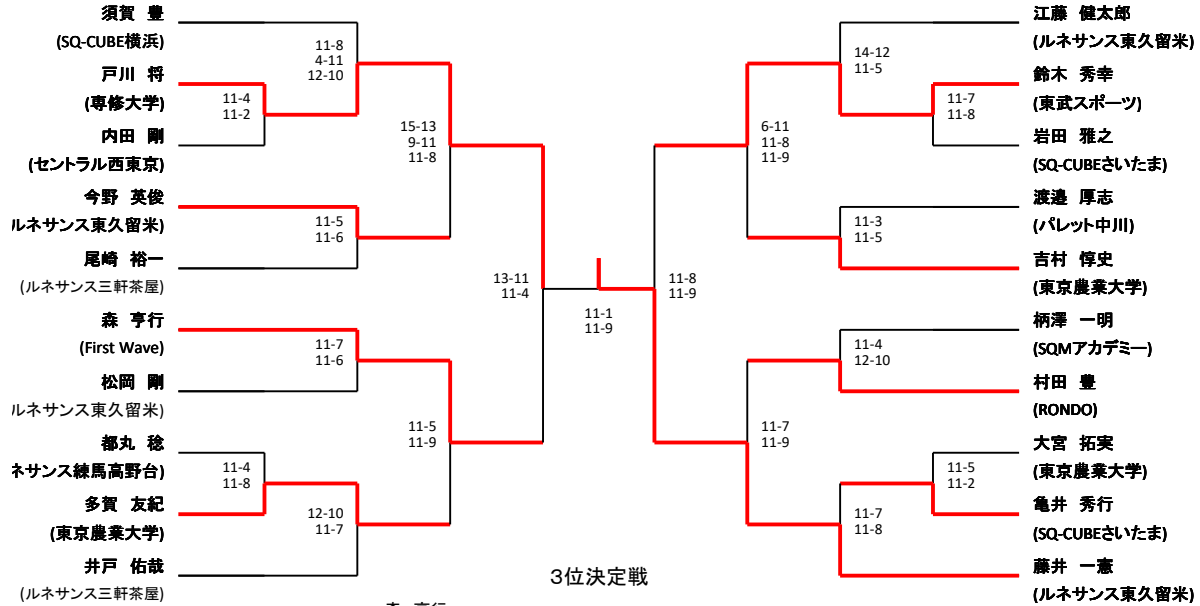 須賀 豊
(SQ-CUBE横浜)
戸川 将
(専修大学)
内田 剛
(セントラル西東京)
今野 英俊
ルネサンス東久留米)
尾崎 裕一
(ルネサンス三軒茶屋)
森 亨行
(First Wave)
松岡 剛
ルネサンス東久留米)
都丸 稔
ネサンス練馬高野台)
多賀 友紀
(東京農業大学)
井戸 佑哉
(ルネサンス三軒茶屋)
11-4
11-2
11-8
4-11
12-10
11-5
11-6
15-13
9-11
11-8
11-7
11-6
11-4
11-8
12-10
11-7
11-5
11-9
13-11
11-4
11-1
11-9
11-8
11-9
6-11
11-8
11-9
14-12
11-5
11-7
11-8
11-3
11-5
11-4
12-10
11-7
11-9
11-5
11-2
11-7
11-8
江藤 健太郎
(ルネサンス東久留米)
鈴木 秀幸
(東武スポーツ)
岩田 雅之
(SQ-CUBEさいたま)
渡邉 厚志
(パレット中川)
吉村 惇史
(東京農業大学)
柄澤 一明
(SQMアカデミー)
村田 豊
(RONDO)
大宮 拓実
(東京農業大学)
亀井 秀行
(SQ-CUBEさいたま)
藤井 一憲
(ルネサンス東久留米)
3位決定戦